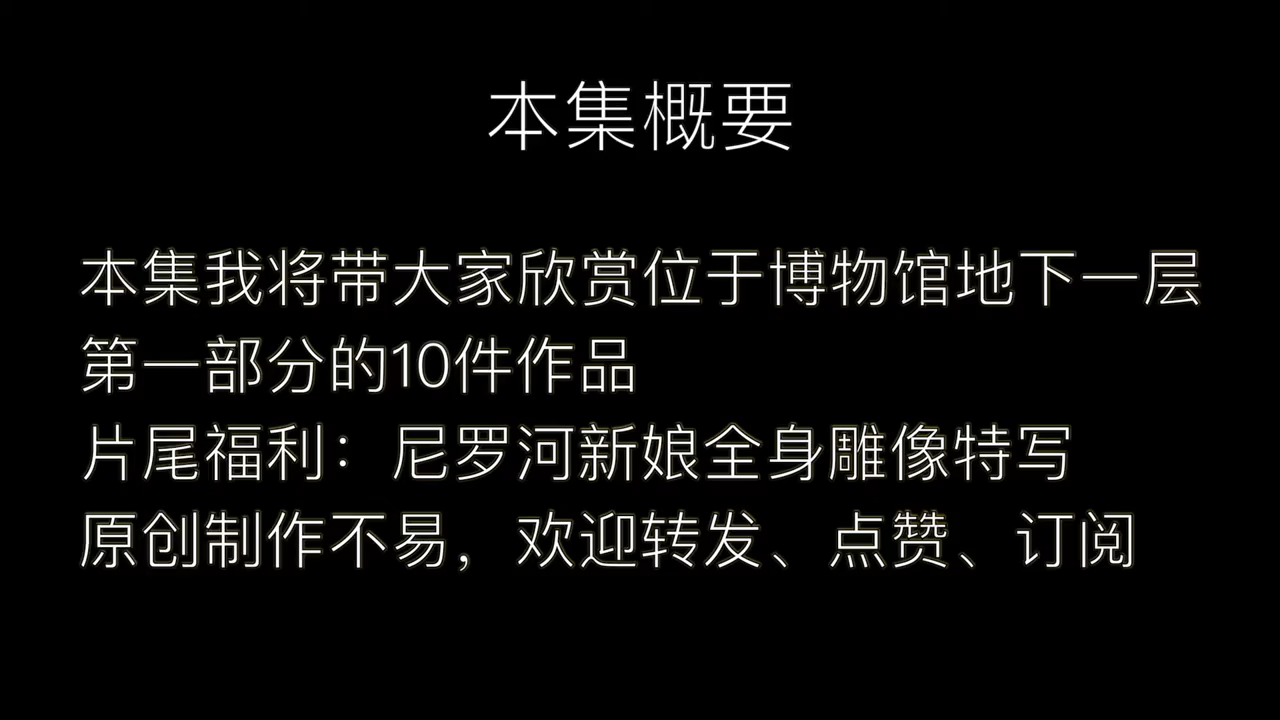 本集概要
本集我将带大家欣赏位于博物馆地下一层
第一部分的10件作品
片尾福利：尼罗河新娘全身雕像特写
原创制作不易，欢迎转发、点赞、订阅